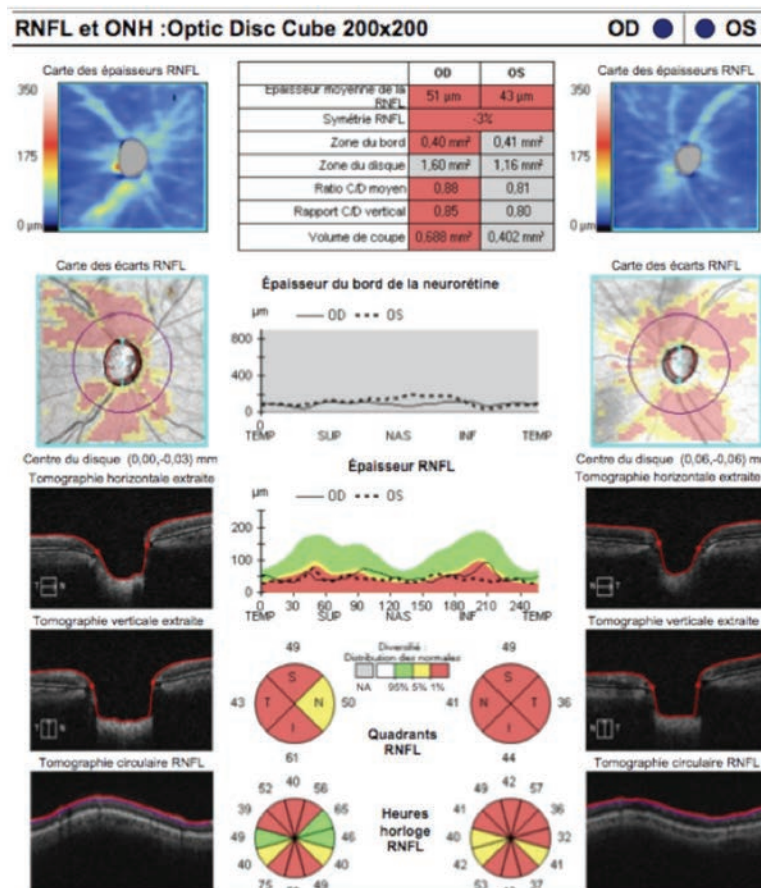 RNFL et ONH :Optic Disc Cube 200x200 OD OS
Carte des épaisseurs RNFL
350
175
0 µm
OD OS
Epaisseur moyenne de la RNFL 51 µm 43 µm
Symétrie RNFL -3%
Zone du bord 0,40 mm² 0,41 mm²
Zone du disque 1,60 mm² 1,16 mm²
Ratio C/D moyen 0,88 0,81
Rapport C/D vertical 0,85 0,80
Volume de coupe 0,688 mm³ 0,402 mm³
Carte des épaisseurs RNFL
350
175
0 µm
Carte des écarts RNFL
Épaisseur du bord de la neurorétine
µm OD OS
800
400
0
TEMP SUP NAS INF TEMP
Carte des écarts RNFL
Centre du disque (0,00,-0,03) mm
Tomographie horizontale extraite
Épaisseur RNFL
µm OD OS
200
100
0
0 30 60 90 120 150 180 210 240
TEMP SUP NAS INF TEMP
Centre du disque (0,06,-0,06) mm
Tomographie horizontale extraite
T N
N T
Tomographie verticale extraite
Tomographie verticale extraite
T N
N T
Diversifié :
Distribution des normales
NA 95% 5% 1%
49
S
43 T N 50
I
61
49
S
41 N T 36
I
44
Quadrants
RNFL
Tomographie circulaire RNFL
Tomographie circulaire RNFL
40
52 56
39 65
49 46
40 40
75 49
Heures
horloge
RNFL
42
49 57
41 36
40 32
42 41
53 37